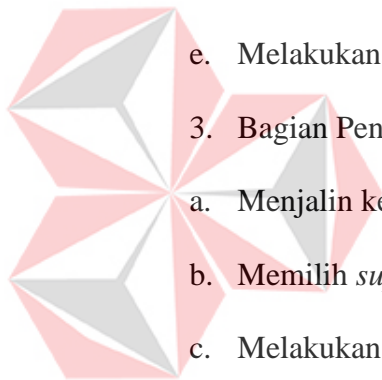 e. Melakukan
3. Bagian Pen
a. Menjalin ke
b. Memilih su
c. Melakukan